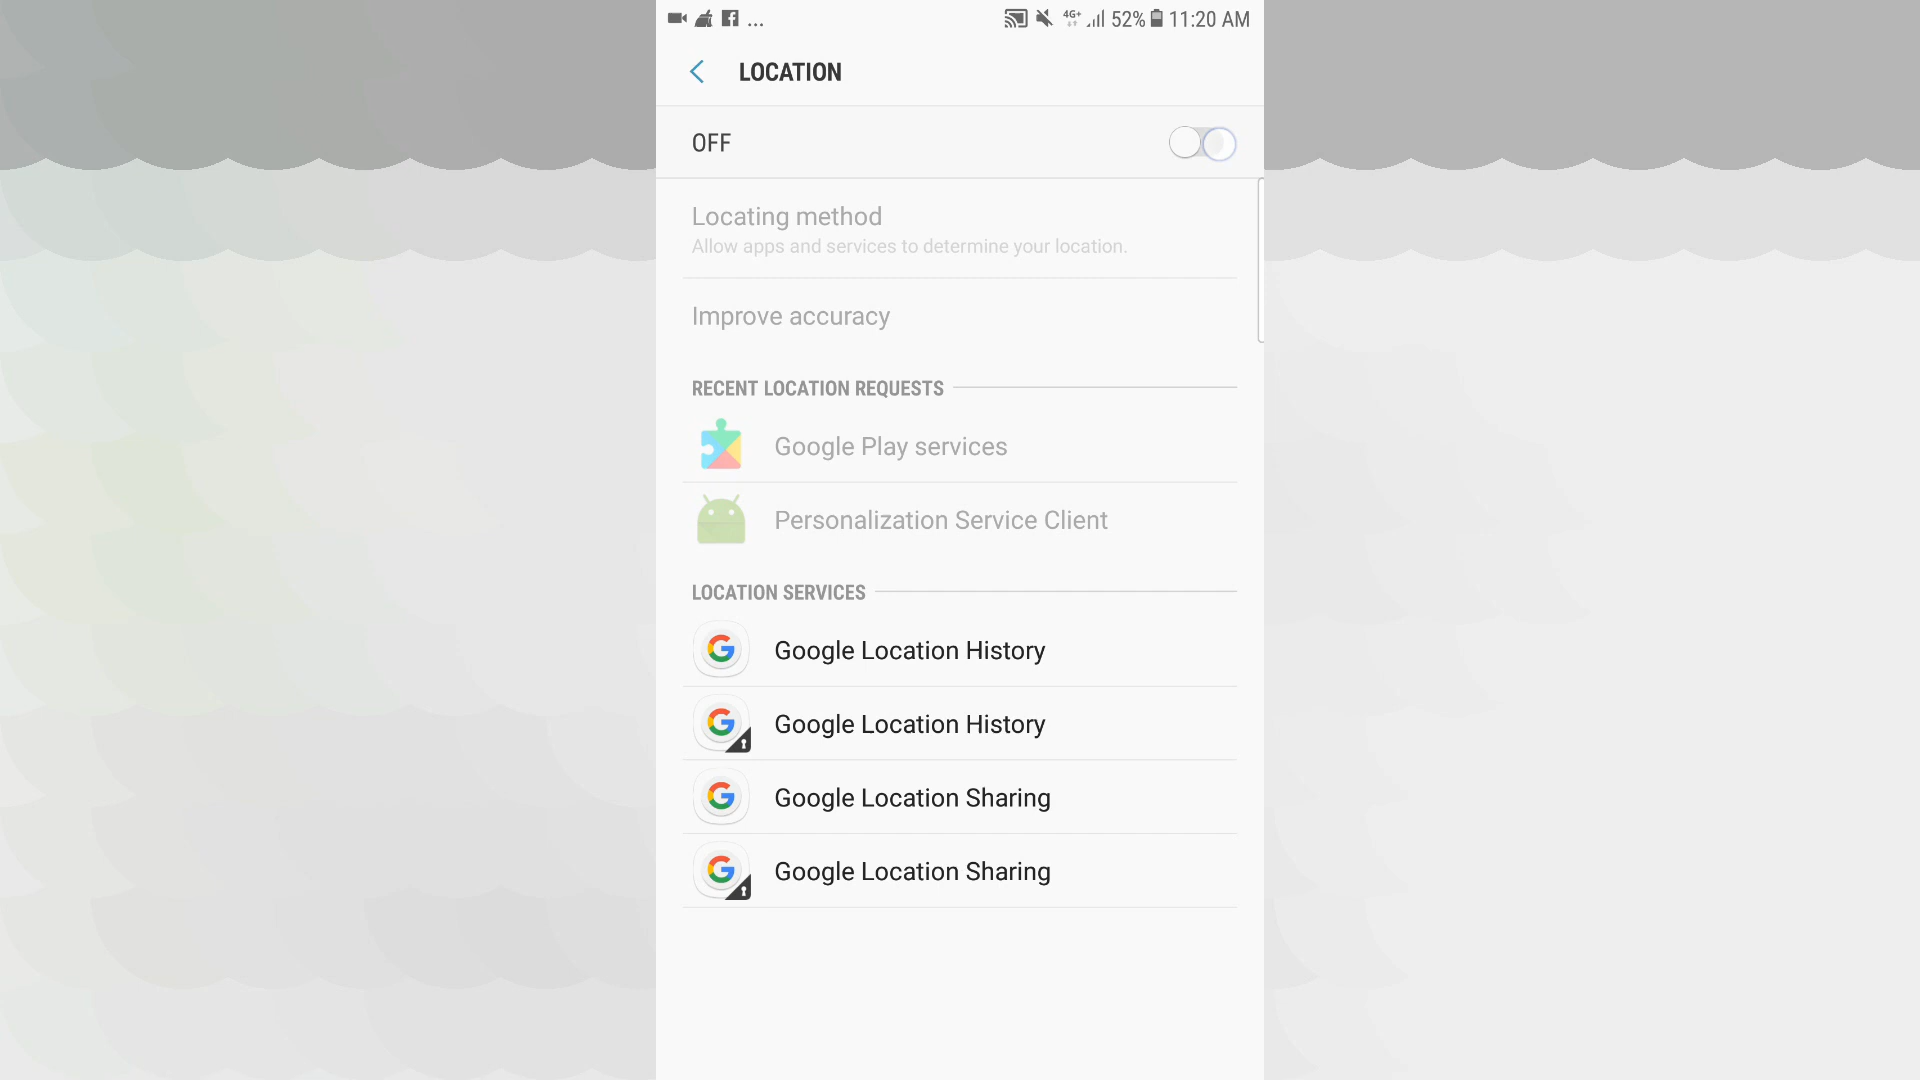 ... 4G+ 52% 11:20 AM
LOCATION
OFF
Locating method
Allow apps and services to determine your location.
Improve accuracy
RECENT LOCATION REQUESTS
Google Play services
Personalization Service Client
LOCATION SERVICES
Google Location History
Google Location History
Google Location Sharing
Google Location Sharing